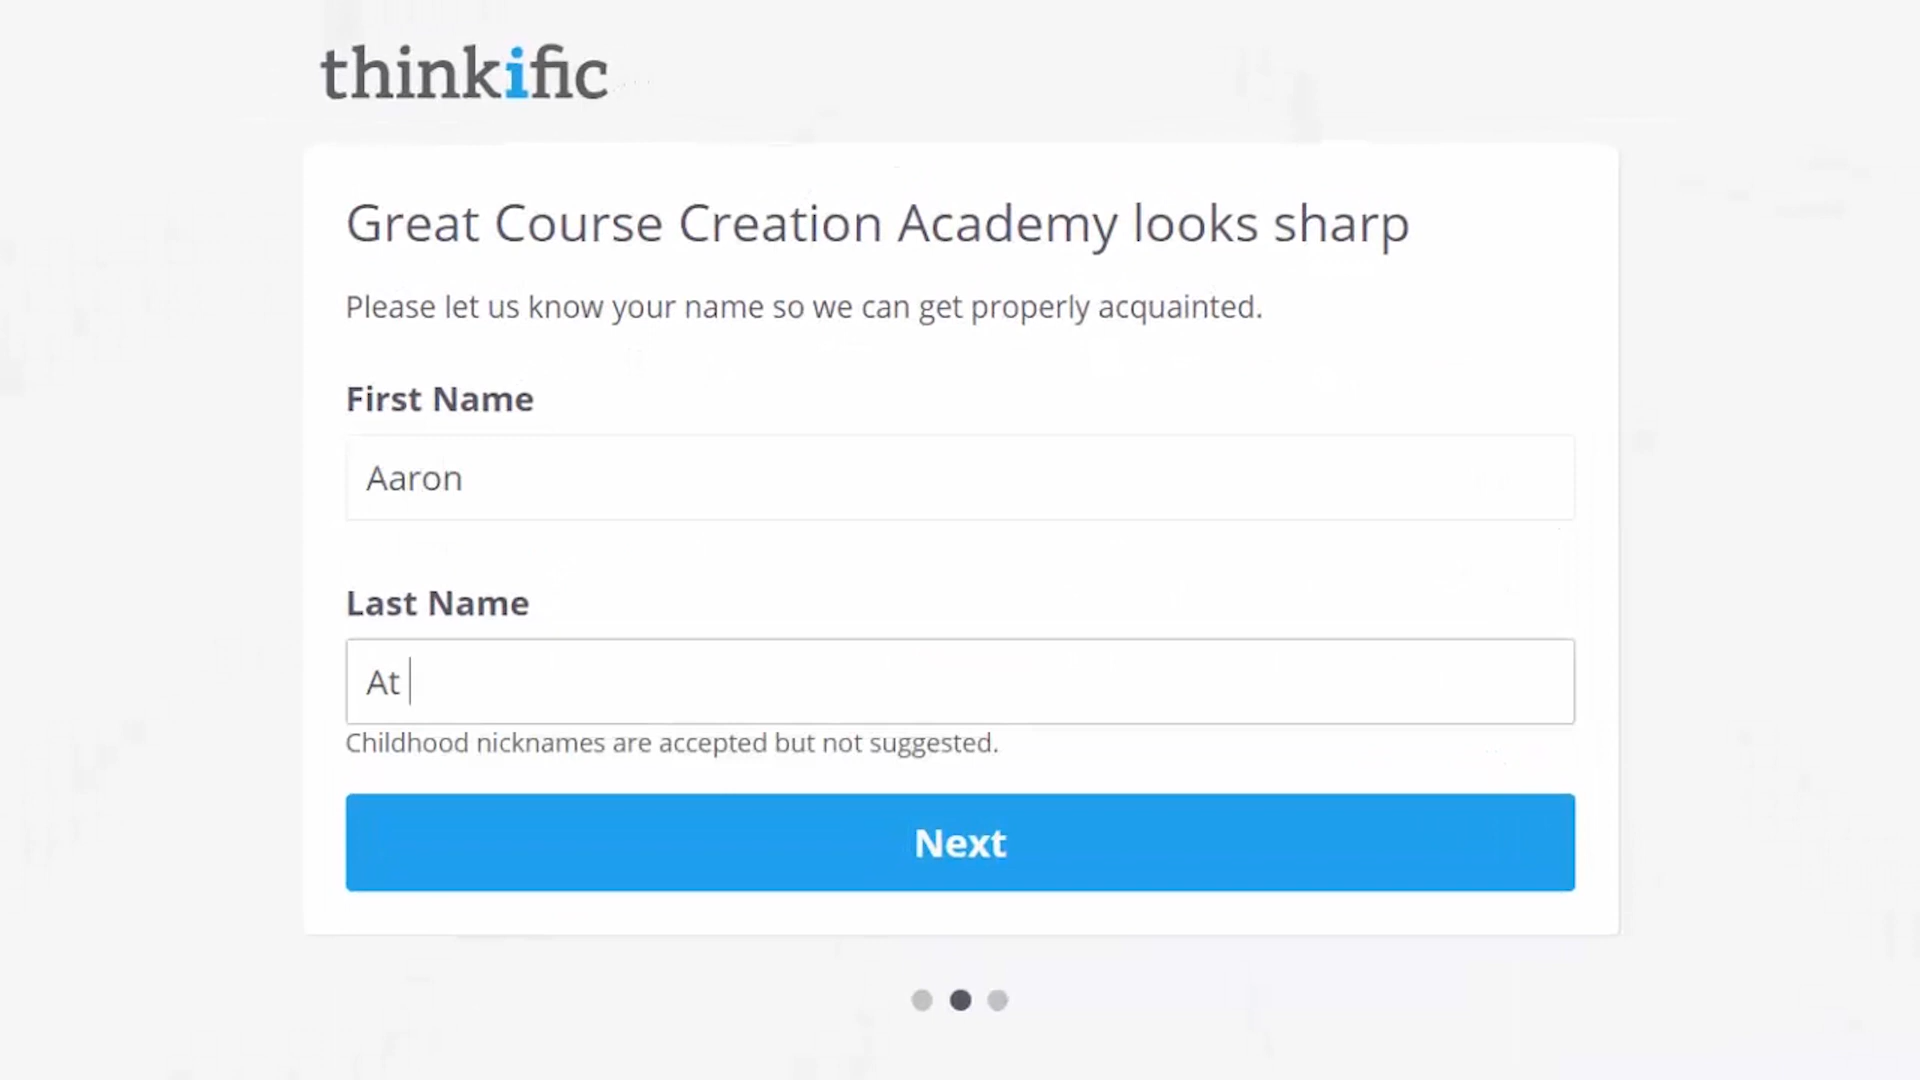 thinkific
Great Course Creation Academy looks sharp
Please let us know your name so we can get properly acquainted.
First Name
Aaron
Last Name
At
Childhood nicknames are accepted but not suggested.
Next